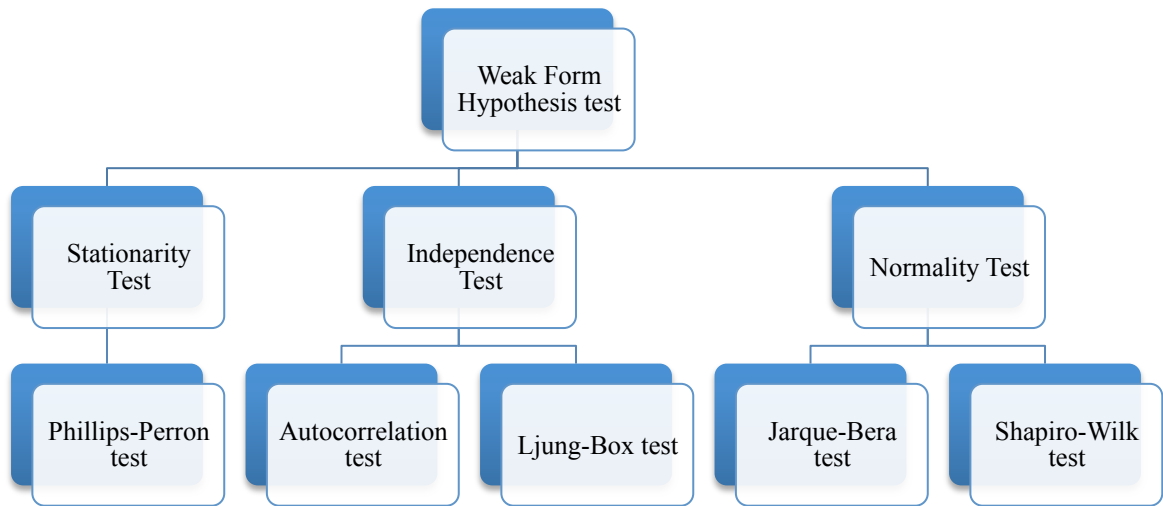 Weak Form
Hypothesis test
Stationarity
Test
Independence
Test
Normality Test
Phillips-Perron
test
Autocorrelation
test
Ljung-Box test
Jarque-Bera
test
Shapiro-Wilk
test